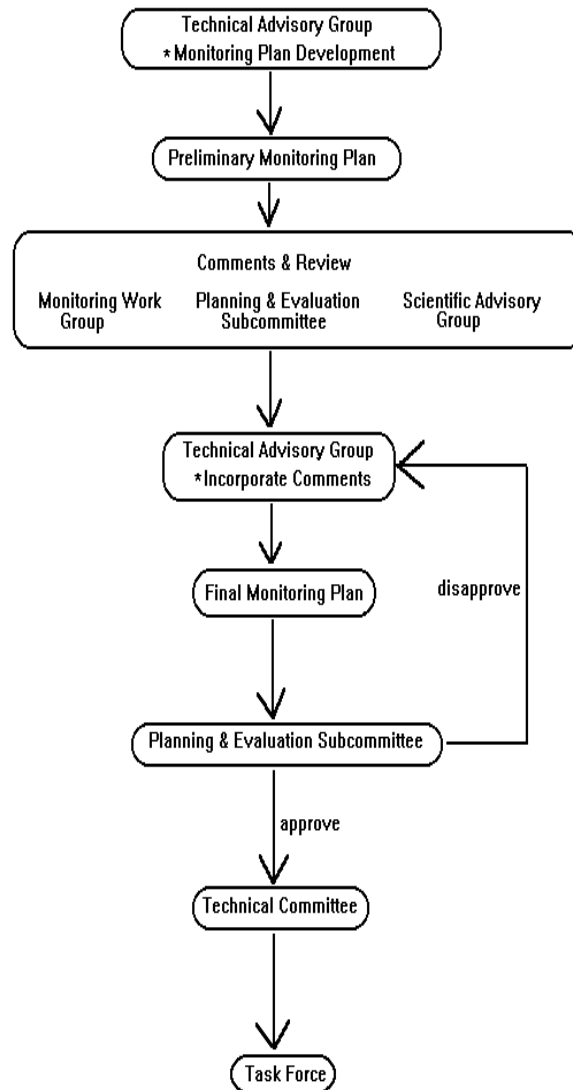 Technical Advisory Group
*Monitoring Plan Development
Preliminary Monitoring Plan
Comments & Review
Monitoring Work
Group
Planning & Evaluation
Subcommittee
Scientific Advisory
Group
Technical Advisory Group
*Incorporate Comments
Final Monitoring Plan
disapprove
Planning & Evaluation Subcommittee
approve
Technical Committee
Task Force